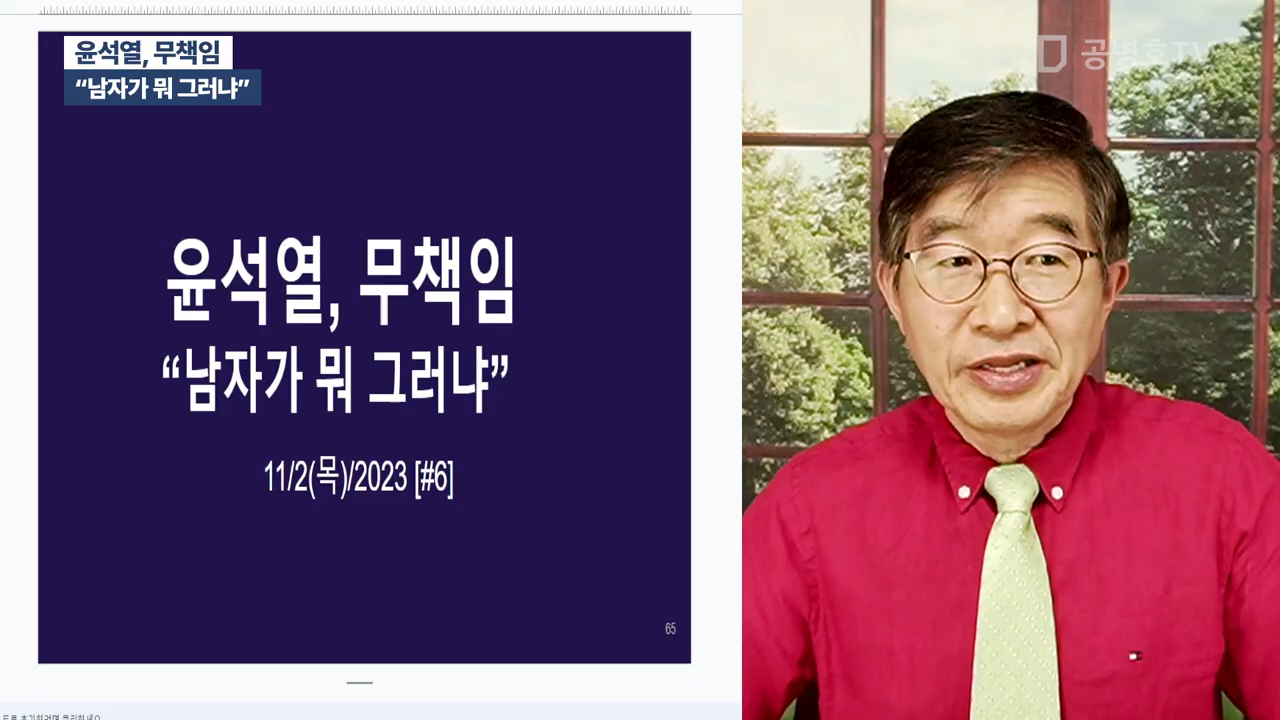 윤석열, 무책임
“남자가 뭐 그러냐”
공병호TV
윤석열, 무책임
“남자가 뭐 그러냐”
11/2(목)/2023 [#6]
65